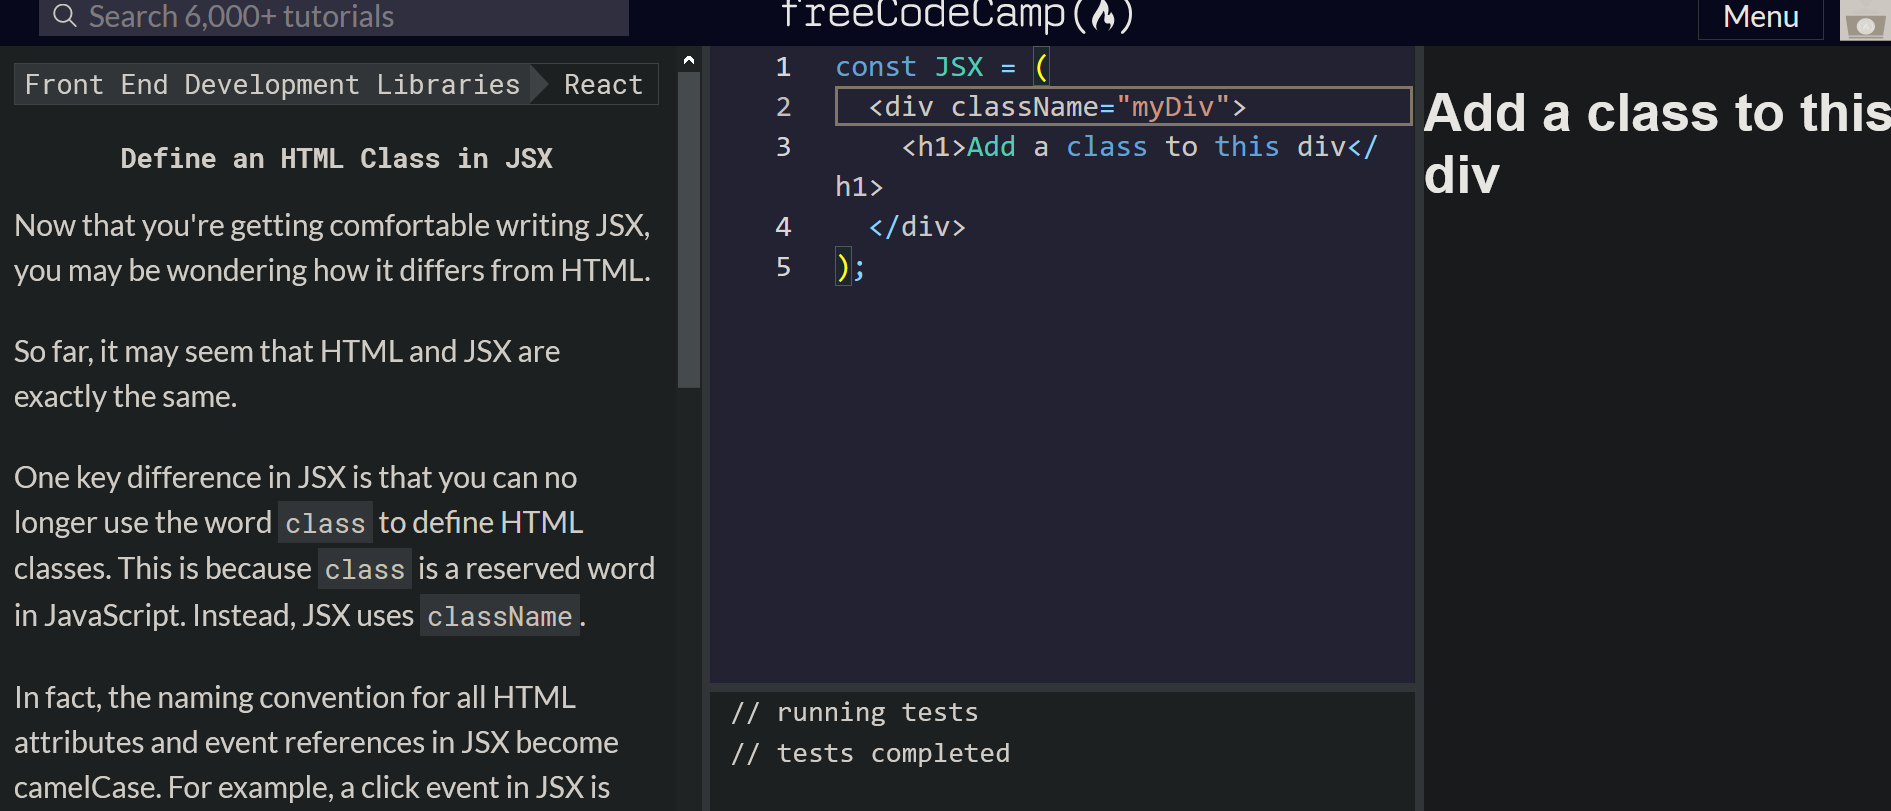 Search 6,000+ tutorials
freeCodeCamp(🔥)
Menu
Front End Development Libraries
React
Define an HTML Class in JSX
Now that you're getting comfortable writing JSX,
you may be wondering how it differs from HTML.
So far, it may seem that HTML and JSX are
exactly the same.
One key difference in JSX is that you can no
longer use the word class to define HTML
classes. This is because class is a reserved word
in JavaScript. Instead, JSX uses className.
In fact, the naming convention for all HTML
attributes and event references in JSX become
camelCase. For example, a click event in JSX is
1 const JSX = (
2   <div className="myDiv">
3     <h1>Add a class to this div</
h1>
4   </div>
5 );
// running tests
// tests completed
Add a class to this
div